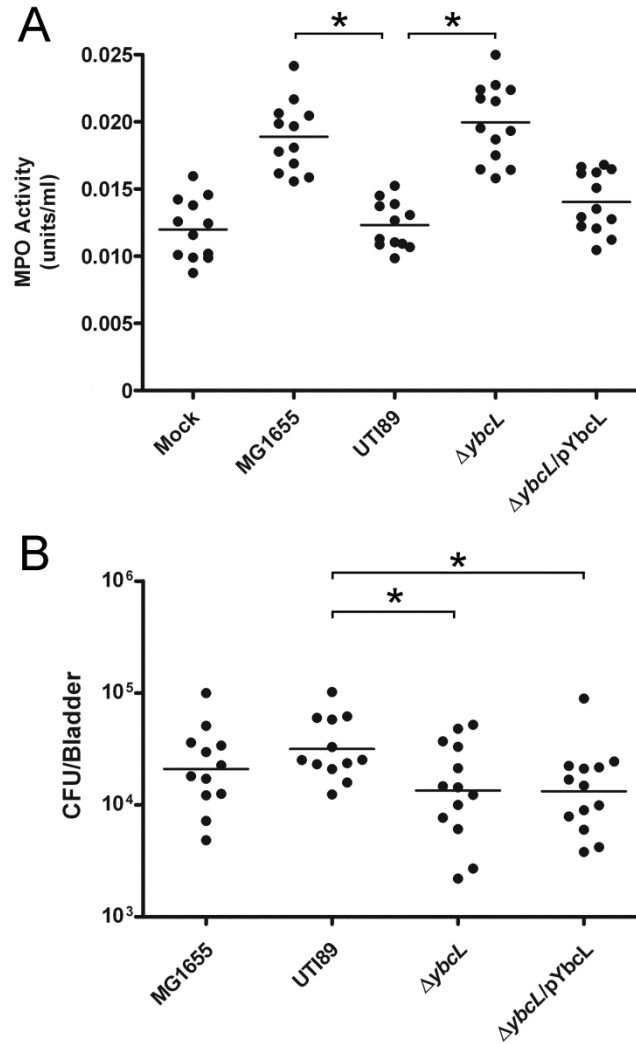 A
*
*
MPO Activity
(units/ml)
0.025
0.020
0.015
0.010
0.005
0
Mock
MG1655
UTI89
ΔybcL
ΔybcL/pYbcL
B
*
*
CFU/Bladder
10⁶
10⁵
10⁴
10³
MG1655
UTI89
ΔybcL
ΔybcL/pYbcL